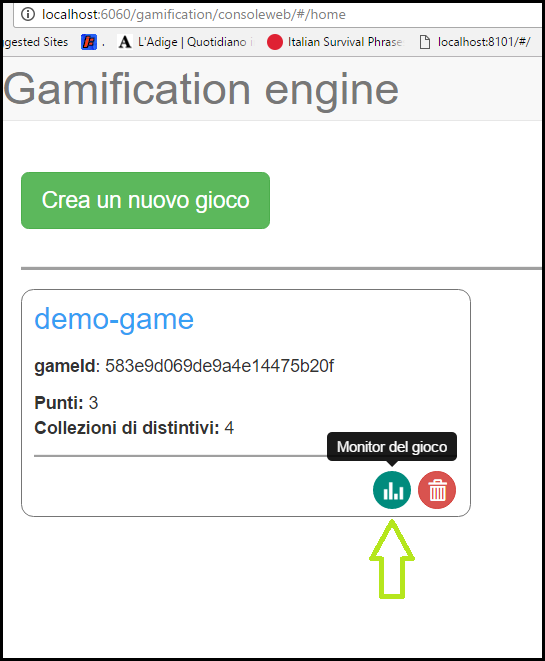 localhost:6060/gamification/consoleweb/#/home
ggested Sites L'Adige | Quotidiano i Italian Survival Phrase localhost:8101/#/
Gamification engine
Crea un nuovo gioco
demo-game
gameId: 583e9d069de9a4e14475b20f
Punti: 3
Collezioni di distintivi: 4
Monitor del gioco